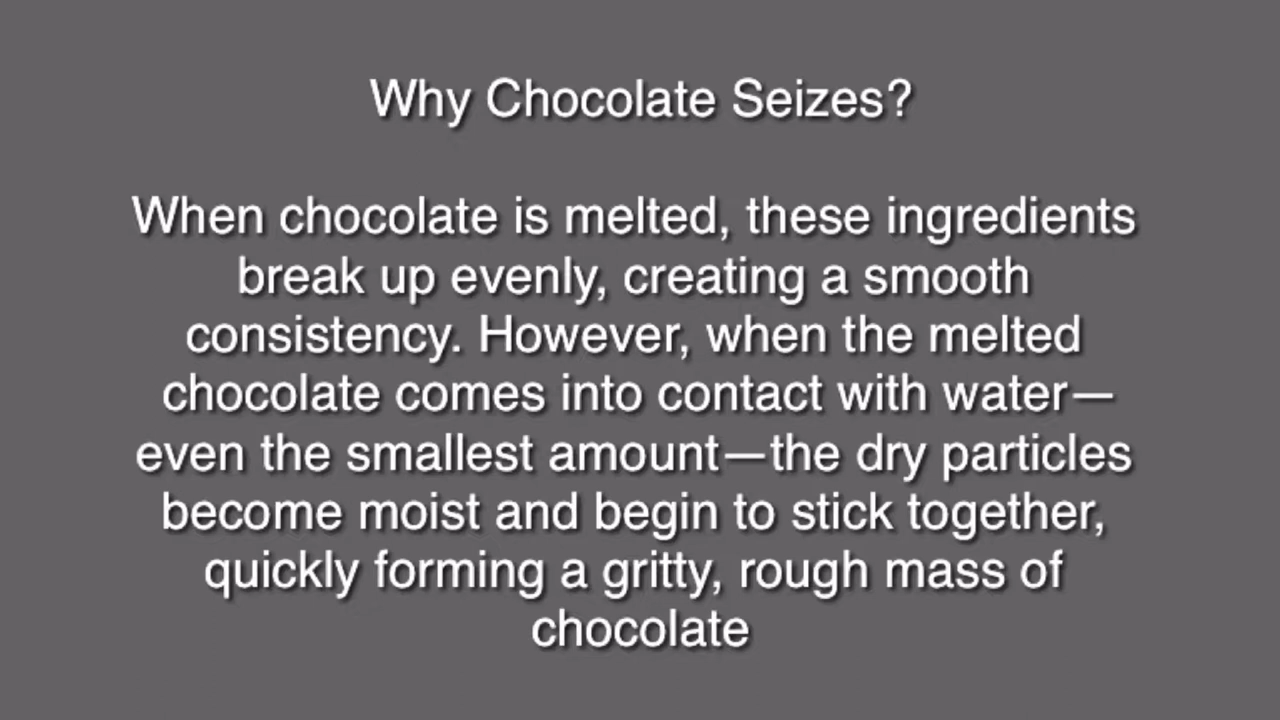 Why Chocolate Seizes?
When chocolate is melted, these ingredients
break up evenly, creating a smooth
consistency. However, when the melted
chocolate comes into contact with water—
even the smallest amount—the dry particles
become moist and begin to stick together,
quickly forming a gritty, rough mass of
chocolate